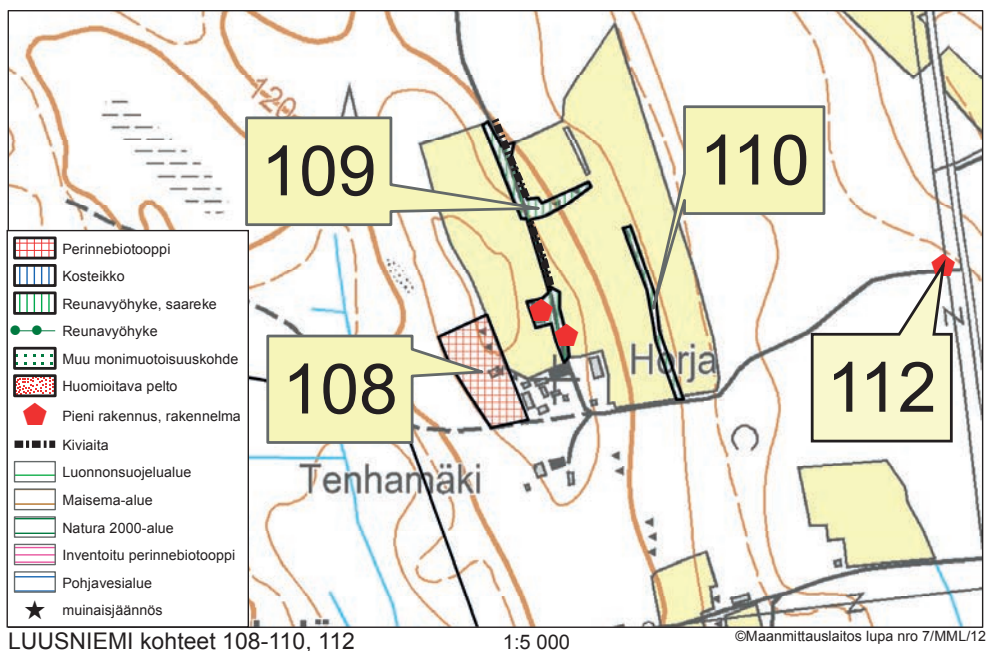 120
109
110
Perinnebiotooppi
Kosteikko
Reunavyöhyke, saareke
Reunavyöhyke
Muu monimuotoisuuskohde
Huomioitava pelto
Pieni rakennus, rakennelma
Kiviaita
Luonnonsuojelualue
Maisema-alue
Natura 2000-alue
Inventoitu perinnebiotooppi
Pohjavesialue
muinaisjäännös
108
Horja
112
Tenhamäki
Z
Z
LUUSNIEMI kohteet 108-110, 112
1:5 000
©Maanmittauslaitos lupa nro 7/MML/12